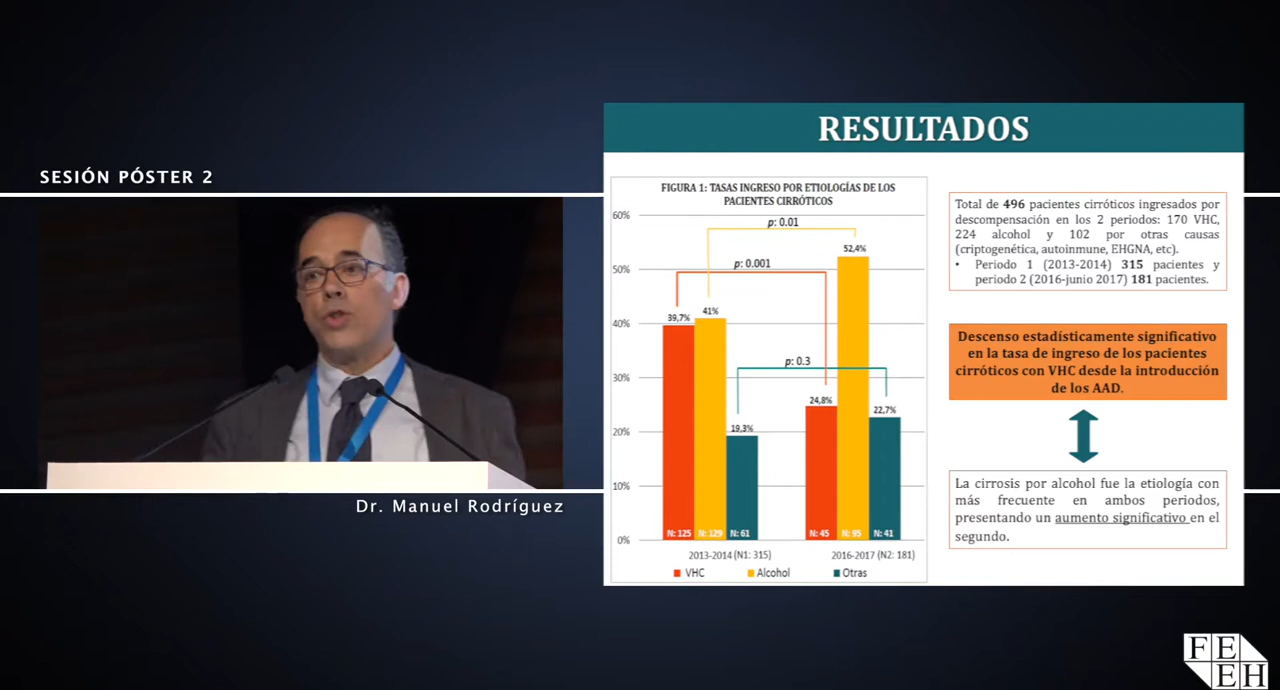 SESIÓN PÓSTER 2
Dr. Manuel Rodríguez
RESULTADOS
FIGURA 1: TASAS INGRESO POR ETIOLOGÍAS DE LOS
PACIENTES CIRRÓTICOS
60%
50%
40%
30%
20%
10%
0%
p: 0.01
p: 0.001
p: 0.3
39,7%
41%
19,3%
24,8%
52,4%
22,7%
N: 125
N: 129
N: 61
N: 45
N: 95
N: 41
2013-2014 (N1: 315)
2016-2017 (N2: 181)
VHC
Alcohol
Otras
Total de 496 pacientes cirróticos ingresados por
descompensación en los 2 periodos: 170 VHC,
224 alcohol y 102 por otras causas
(criptogenética, autoinmune, EHGNA, etc).
• Periodo 1 (2013-2014) 315 pacientes y
periodo 2 (2016-junio 2017) 181 pacientes.
Descenso estadísticamente significativo
en la tasa de ingreso de los pacientes
cirróticos con VHC desde la introducción
de los AAD.
La cirrosis por alcohol fue la etiología con
más frecuente en ambos periodos,
presentando un aumento significativo en el
segundo.
FE
EH